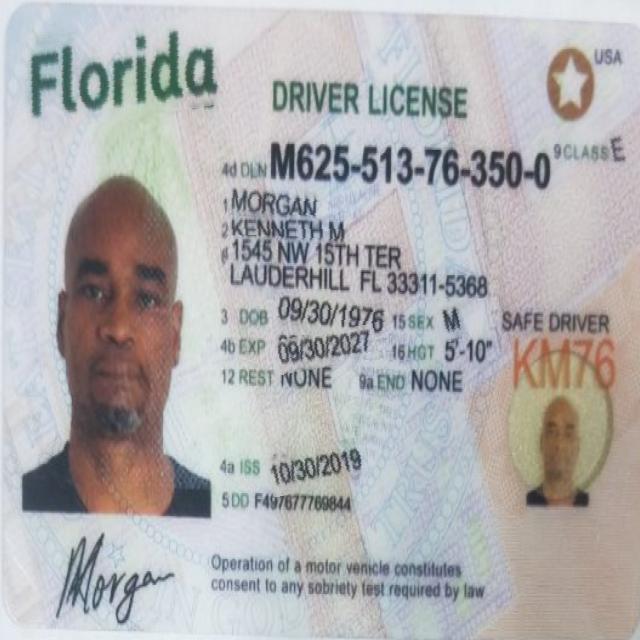 Florida
DRIVER LICENSE
USA
4d DLN M625-513-76-350-0
9 CLASS E
1 MORGAN
2 KENNETH M
8 1545 NW 15TH TER
LAUDERHILL FL 33311-5368
3 DOB 09/30/1976 15 SEX M
SAFE DRIVER
4b EXP 09/30/2027 16 HGT 5'-10"
KM76
12 REST NONE 9a END NONE
4a ISS 10/30/2019
5 DD F497677769844
Morgan
Operation of a motor vehicle constitutes
consent to any sobriety test required by law